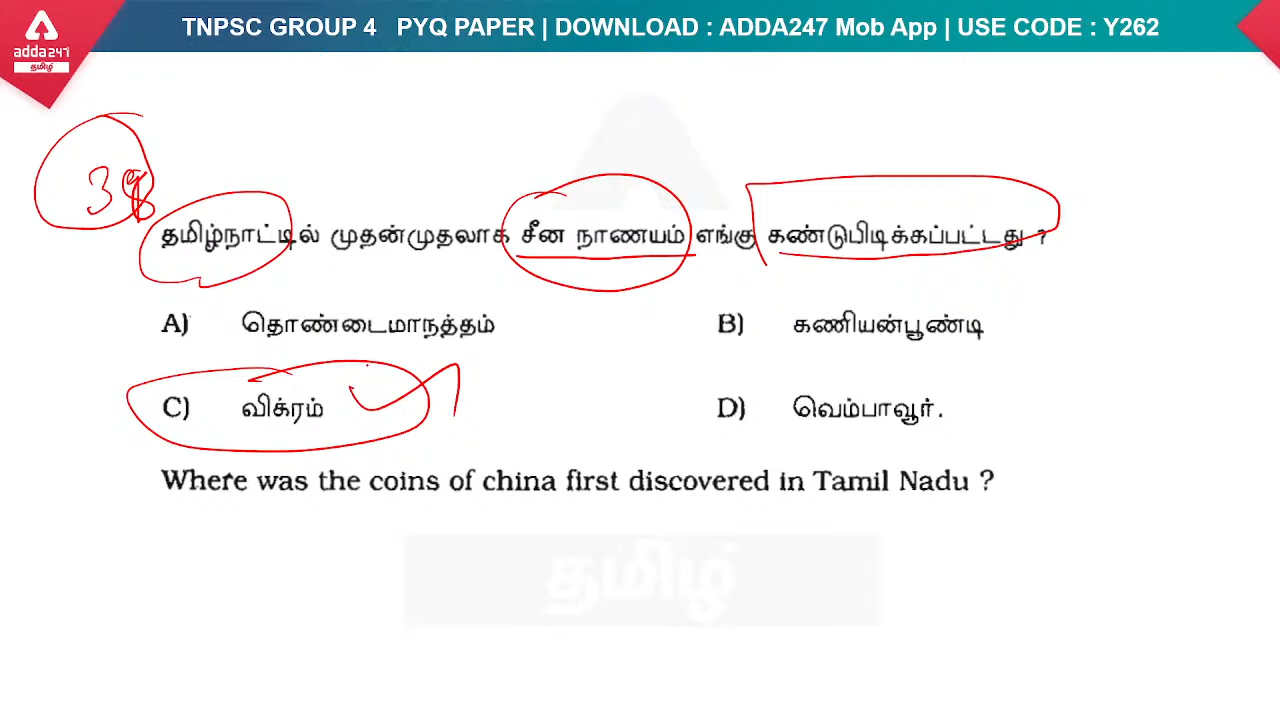 adda247
தமிழ்
TNPSC GROUP 4 PYQ PAPER | DOWNLOAD : ADDA247 Mob App | USE CODE : Y262
38
தமிழ்நாட்டில் முதன்முதலாக சீன நாணயம் எங்கு கண்டுபிடிக்கப்பட்டது ?
A) தொண்டைமாநத்தம் B) கணியன்பூண்டி
C) விக்ரம் D) வெம்பாவூர்.
Where was the coins of china first discovered in Tamil Nadu ?
தமிழ்